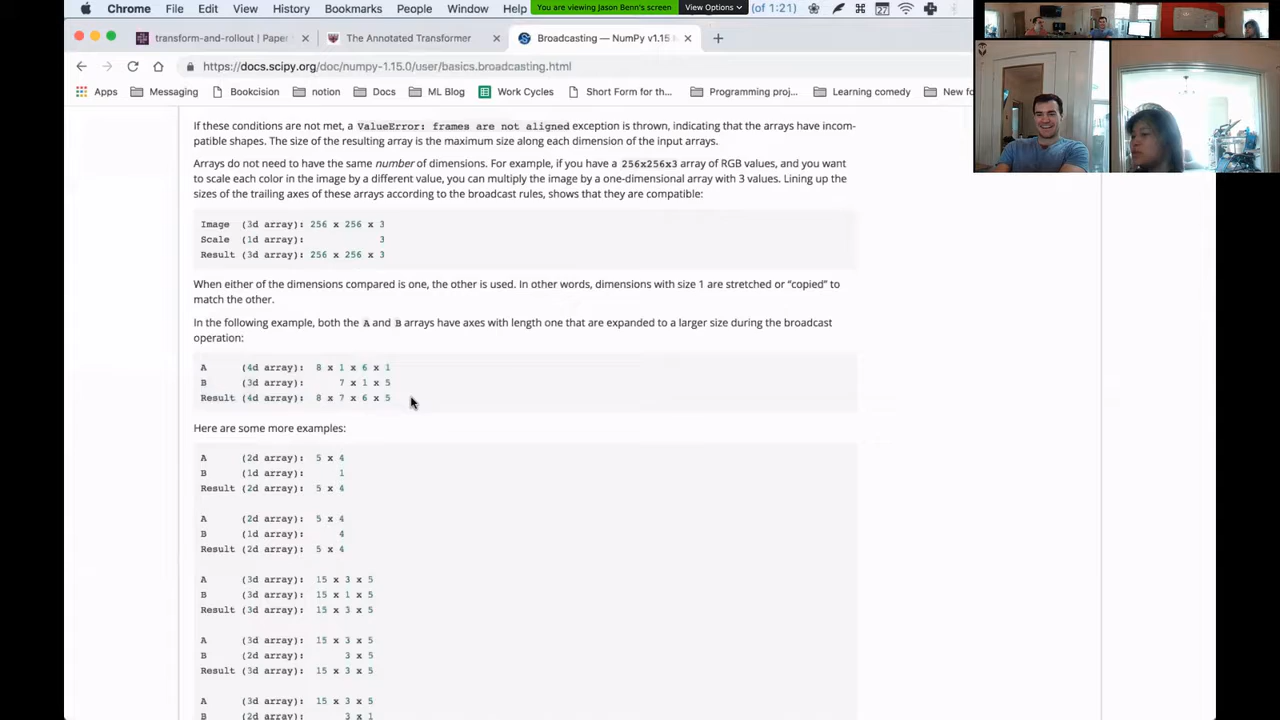 Chrome File Edit View History Bookmarks People Window Help
You are viewing Jason Benn's screen
(of 1:21)
View Options
transform-and-rollout | Pape
The Annotated Transformer
Broadcasting — NumPy v1.15
https://docs.scipy.org/doc/numpy-1.15.0/user/basics.broadcasting.html
Apps Messaging Bookcision notion Docs ML Blog Work Cycles Short Form for th... Programming proj... Learning comedy New fo
If these conditions are not met, a ValueError: frames are not aligned exception is thrown, indicating that the arrays have incom-
patible shapes. The size of the resulting array is the maximum size along each dimension of the input arrays.
Arrays do not need to have the same number of dimensions. For example, if you have a 256x256x3 array of RGB values, and you want
to scale each color in the image by a different value, you can multiply the image by a one-dimensional array with 3 values. Lining up the
sizes of the trailing axes of these arrays according to the broadcast rules, shows that they are compatible:
Image (3d array): 256 x 256 x 3
Scale (1d array): 3
Result (3d array): 256 x 256 x 3
When either of the dimensions compared is one, the other is used. In other words, dimensions with size 1 are stretched or “copied” to
match the other.
In the following example, both the A and B arrays have axes with length one that are expanded to a larger size during the broadcast
operation:
A (4d array): 8 x 1 x 6 x 1
B (3d array): 7 x 1 x 5
Result (4d array): 8 x 7 x 6 x 5
Here are some more examples:
A (2d array): 5 x 4
B (1d array): 1
Result (2d array): 5 x 4
A (2d array): 5 x 4
B (1d array): 4
Result (2d array): 5 x 4
A (3d array): 15 x 3 x 5
B (3d array): 15 x 1 x 5
Result (3d array): 15 x 3 x 5
A (3d array): 15 x 3 x 5
B (2d array): 3 x 5
Result (3d array): 15 x 3 x 5
A (3d array): 15 x 3 x 5
B (2d array): 3 x 1